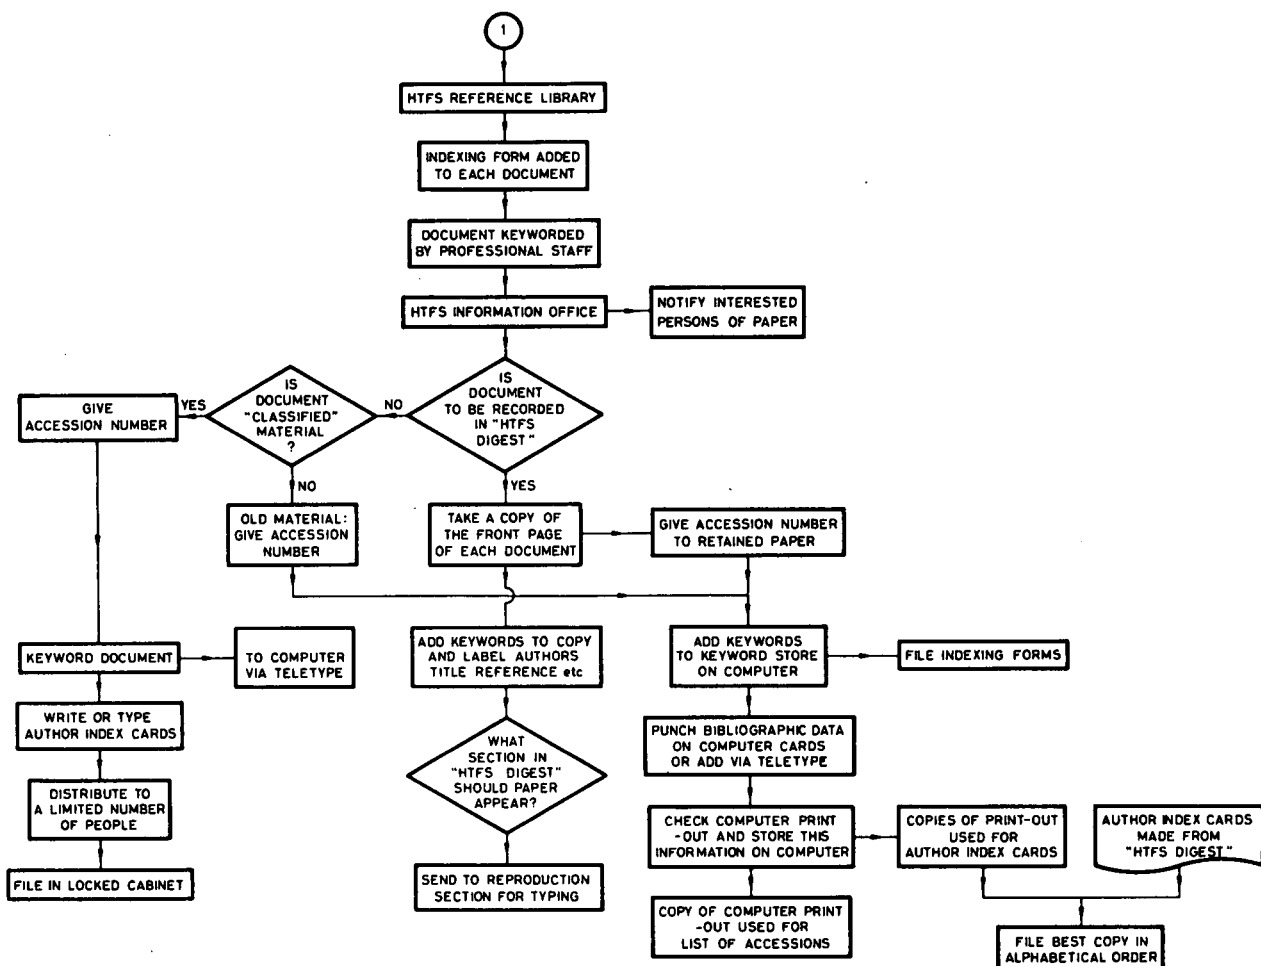 1
HTFS REFERENCE LIBRARY
INDEXING FORM ADDED
TO EACH DOCUMENT
DOCUMENT KEYWORDED
BY PROFESSIONAL STAFF
HTFS INFORMATION OFFICE
NOTIFY INTERESTED
PERSONS OF PAPER
IS
DOCUMENT
TO BE RECORDED
IN "HTFS
DIGEST"
NO
IS
DOCUMENT
"CLASSIFIED"
MATERIAL
?
YES
GIVE
ACCESSION NUMBER
NO
YES
OLD MATERIAL:
GIVE ACCESSION
NUMBER
TAKE A COPY OF
THE FRONT PAGE
OF EACH DOCUMENT
GIVE ACCESSION NUMBER
TO RETAINED PAPER
KEYWORD DOCUMENT
TO COMPUTER
VIA TELETYPE
ADD KEYWORDS TO COPY
AND LABEL AUTHORS
TITLE REFERENCE etc
ADD KEYWORDS
TO KEYWORD STORE
ON COMPUTER
FILE INDEXING FORMS
WRITE OR TYPE
AUTHOR INDEX CARDS
WHAT
SECTION IN
"HTFS DIGEST"
SHOULD PAPER
APPEAR?
PUNCH BIBLIOGRAPHIC DATA
ON COMPUTER CARDS
OR ADD VIA TELETYPE
DISTRIBUTE TO
A LIMITED NUMBER
OF PEOPLE
CHECK COMPUTER PRINT
-OUT AND STORE THIS
INFORMATION ON COMPUTER
COPIES OF PRINT-OUT
USED FOR
AUTHOR INDEX CARDS
AUTHOR INDEX CARDS
MADE FROM
"HTFS DIGEST"
FILE IN LOCKED CABINET
SEND TO REPRODUCTION
SECTION FOR TYPING
COPY OF COMPUTER PRINT
-OUT USED FOR
LIST OF ACCESSIONS
FILE BEST COPY IN
ALPHABETICAL ORDER